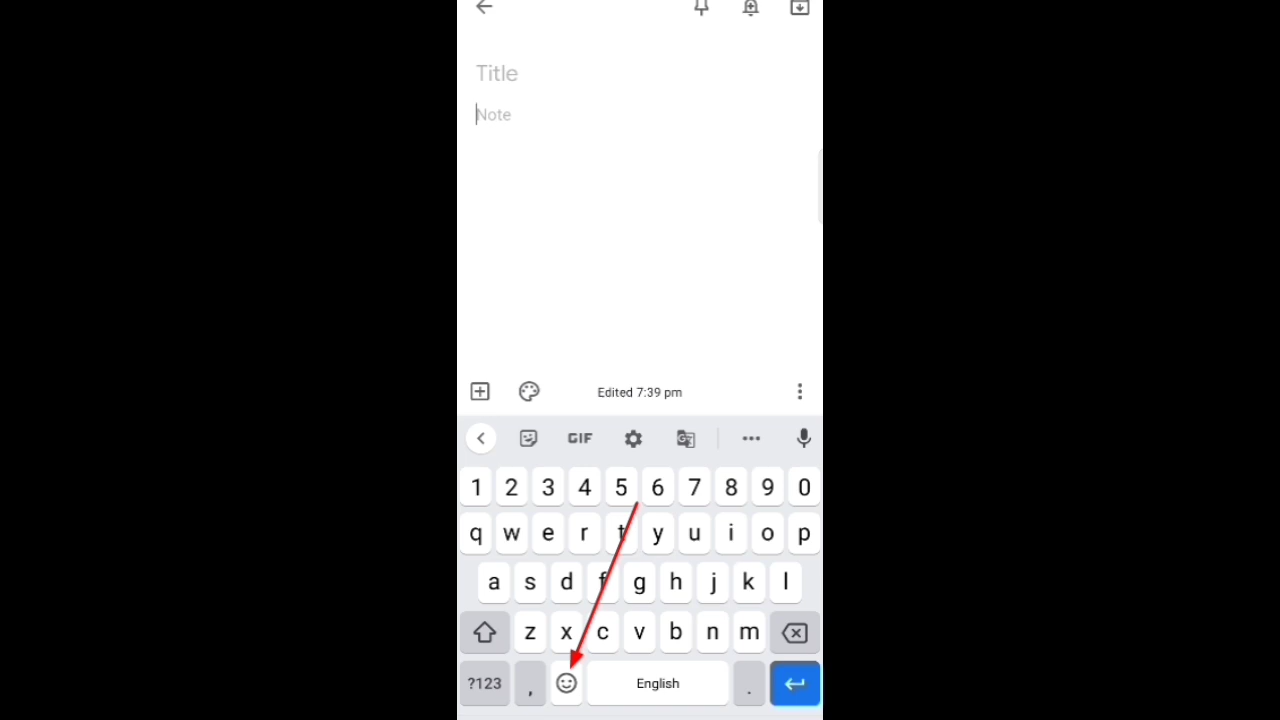 Title
Note
Edited 7:39 pm
GIF
1 2 3 4 5 6 7 8 9 0
q w e r t y u i o p
a s d f g h j k l
z x c v b n m
?123 , English .